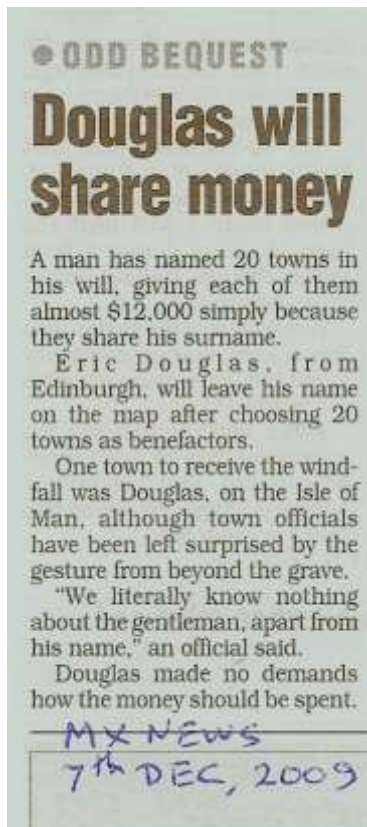 ● ODD BEQUEST
Douglas will
share money
A man has named 20 towns in
his will, giving each of them
almost $12,000 simply because
they share his surname.
Eric Douglas, from
Edinburgh, will leave his name
on the map after choosing 20
towns as benefactors.
One town to receive the wind-
fall was Douglas, on the Isle of
Man, although town officials
have been left surprised by the
gesture from beyond the grave.
“We literally know nothing
about the gentleman, apart from
his name,” an official said.
Douglas made no demands
how the money should be spent.
MX NEWS
7th DEC, 2009